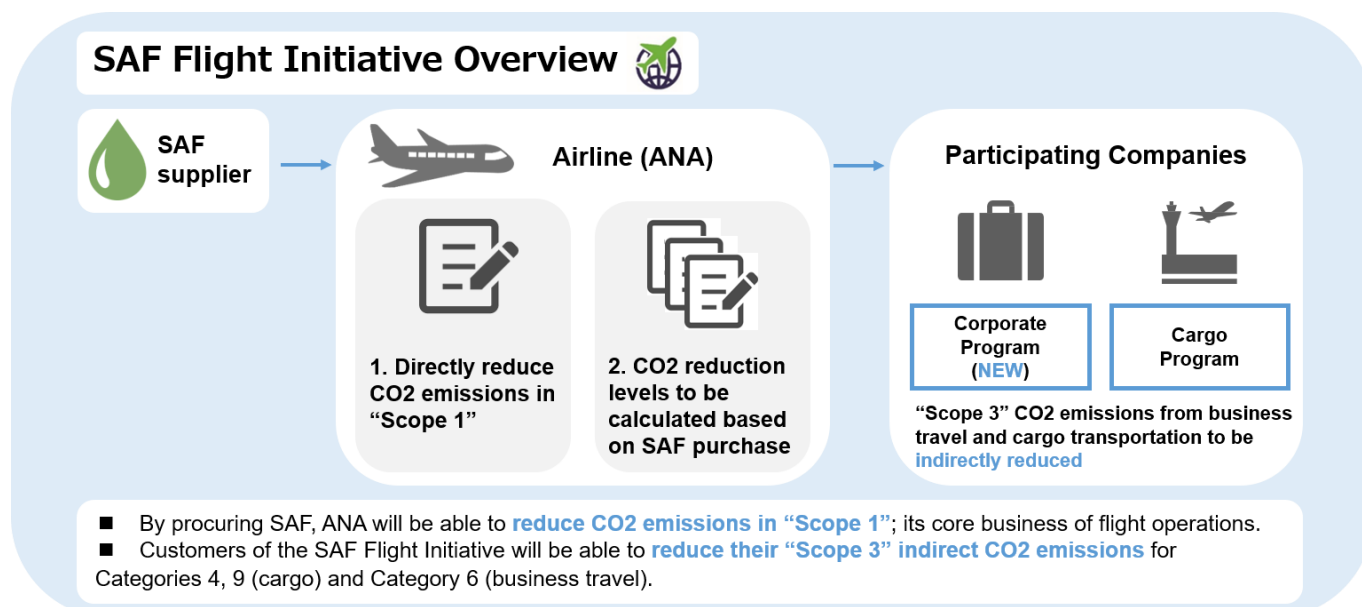 SAF Flight Initiative Overview
SAF
supplier
Airline (ANA)
1. Directly reduce
CO2 emissions in
“Scope 1”
2. CO2 reduction
levels to be
calculated based
on SAF purchase
Participating Companies
Corporate
Program
(NEW)
Cargo
Program
“Scope 3” CO2 emissions from business
travel and cargo transportation to be
indirectly reduced
■ By procuring SAF, ANA will be able to reduce CO2 emissions in “Scope 1”; its core business of flight operations.
■ Customers of the SAF Flight Initiative will be able to reduce their “Scope 3” indirect CO2 emissions for
Categories 4, 9 (cargo) and Category 6 (business travel).